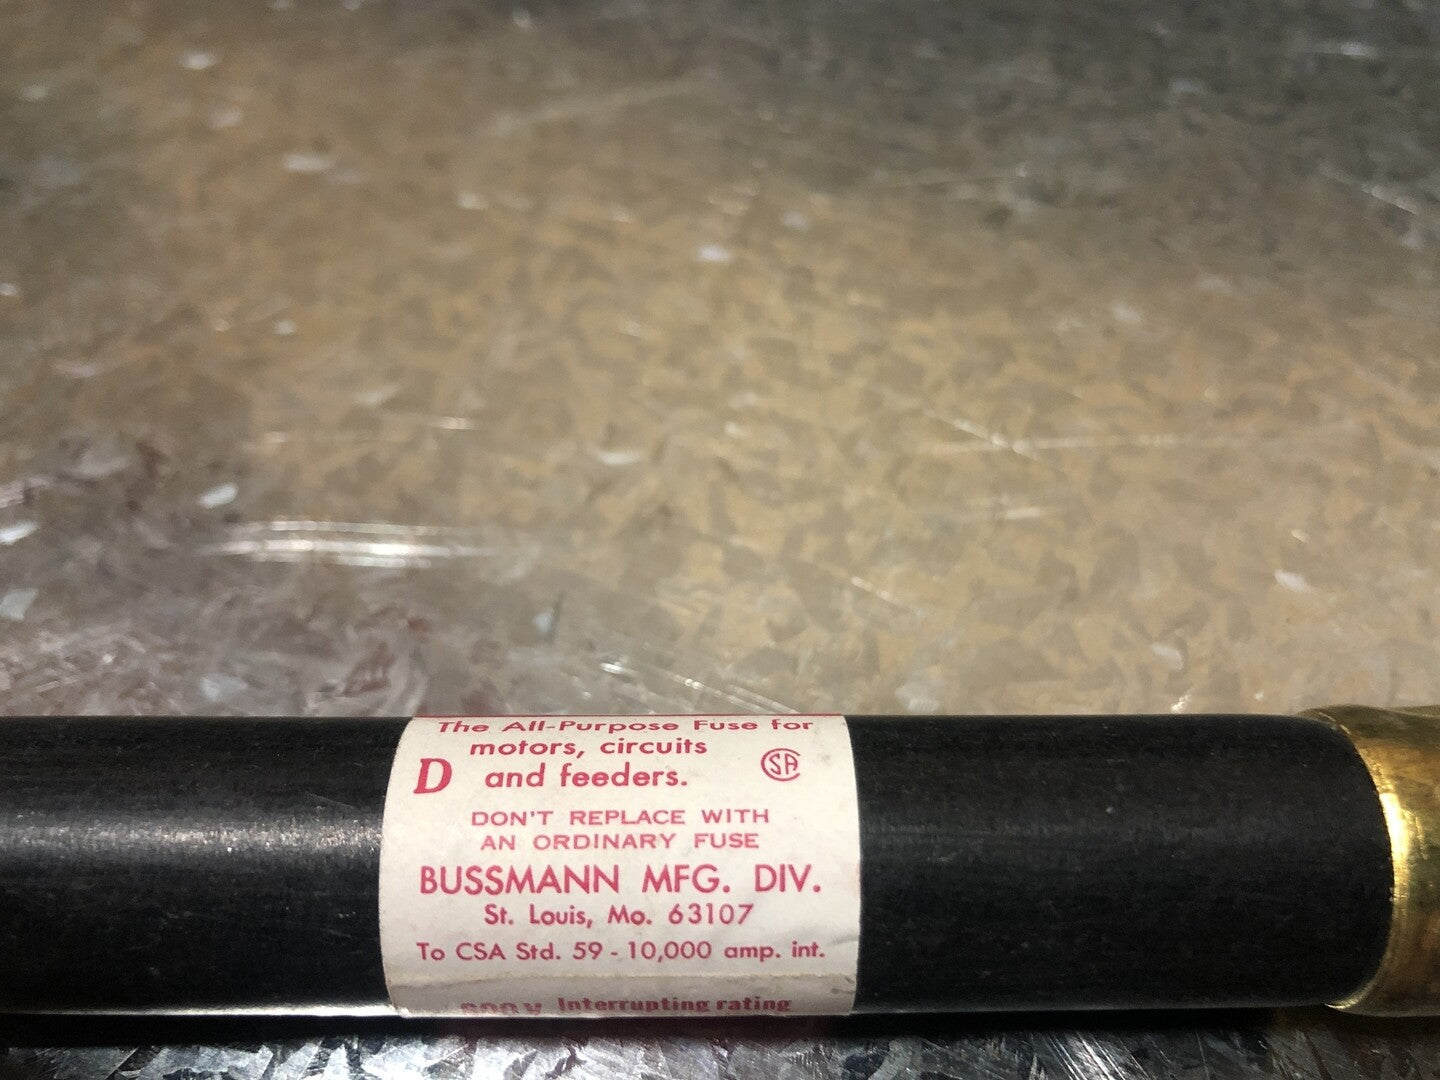 The All-Purpose Fuse for
motors, circuits
D and feeders.
CSA
DON'T REPLACE WITH
AN ORDINARY FUSE
BUSSMANN MFG. DIV.
St. Louis, Mo. 63107
To CSA Std. 59 - 10,000 amp. int.
Interrupting rating